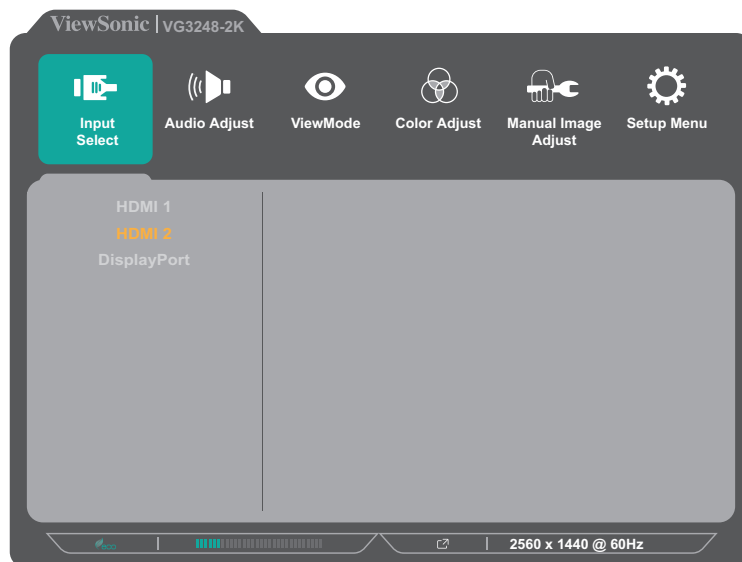 ViewSonic | VG3248-2K
Input
Select
Audio Adjust
ViewMode
Color Adjust
Manual Image
Adjust
Setup Menu
HDMI 1
HDMI 2
DisplayPort
eco
2560 x 1440 @ 60Hz